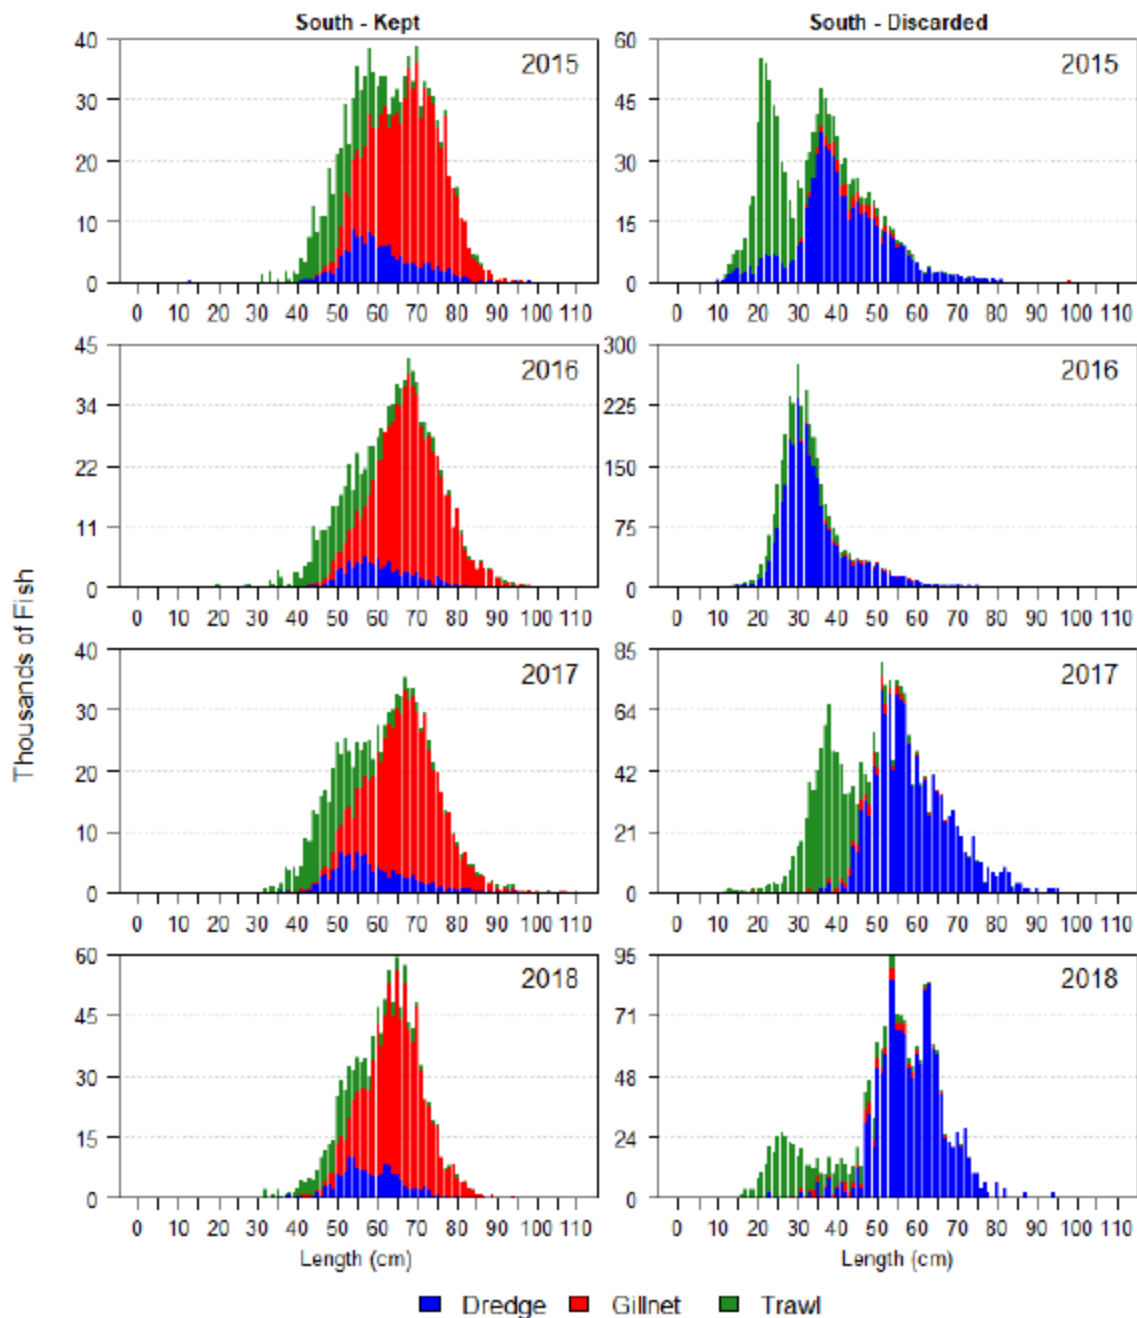 South - Kept South - Discarded
40 2015 60 2015
30 45
20 30
10 15
0 0
0 10 20 30 40 50 60 70 80 90 100 110 0 10 20 30 40 50 60 70 80 90 100 110
45 2016 300 2016
34 225
22 150
11 75
0 0
0 10 20 30 40 50 60 70 80 90 100 110 0 10 20 30 40 50 60 70 80 90 100 110
Thousands of Fish
40 2017 85 2017
30 64
20 42
10 21
0 0
0 10 20 30 40 50 60 70 80 90 100 110 0 10 20 30 40 50 60 70 80 90 100 110
60 2018 95 2018
45 71
30 48
15 24
0 0
0 10 20 30 40 50 60 70 80 90 100 110 0 10 20 30 40 50 60 70 80 90 100 110
Length (cm) Length (cm)
Dredge Gillnet Trawl